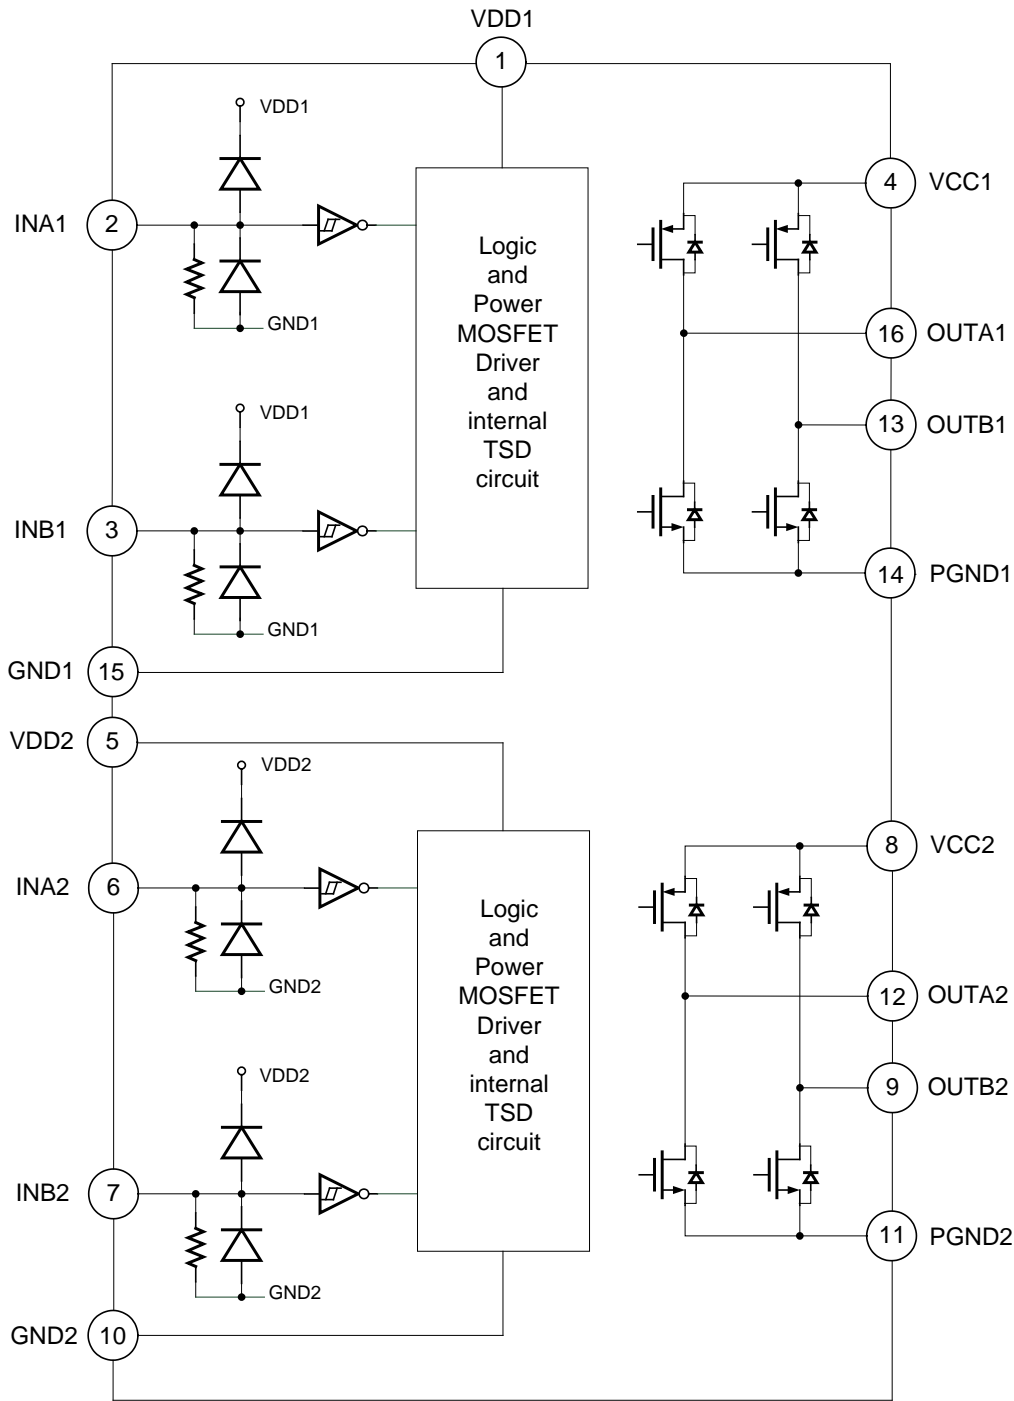 VDD1
1
VDD1
INA1
2
GND1
VDD1
INB1
3
GND1
GND1
15
Logic
and
Power
MOSFET
Driver
and
internal
TSD
circuit
4
VCC1
16
OUTA1
13
OUTB1
14
PGND1
VDD2
5
VDD2
INA2
6
GND2
VDD2
INB2
7
GND2
GND2
10
Logic
and
Power
MOSFET
Driver
and
internal
TSD
circuit
8
VCC2
12
OUTA2
9
OUTB2
11
PGND2